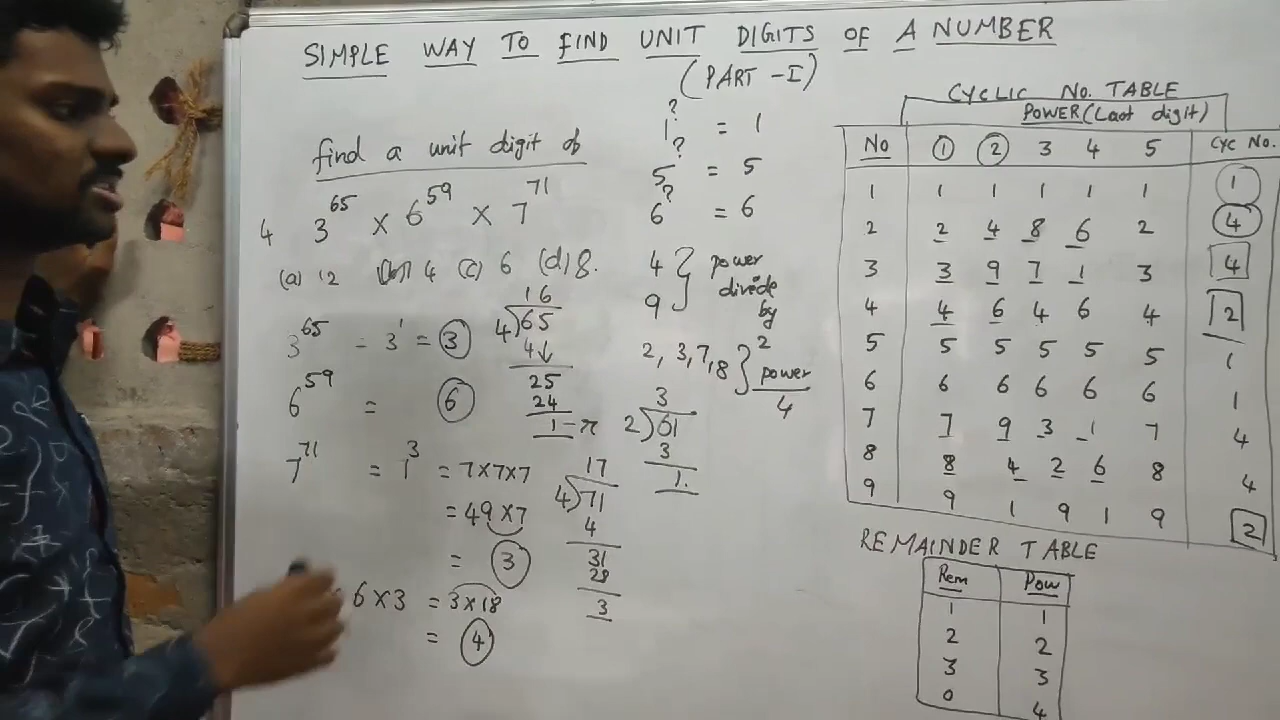 SIMPLE WAY TO FIND UNIT DIGITS OF A NUMBER
(PART-I)
find a unit digit of
4 3^65 × 6^59 × 7^71
(a) 12 (b) 4 (c) 6 (d) 8.
3^65 = 3^1 = 3
6^59 = 6
7^71 = 7^3 = 7×7×7
= 49×7
= 3
6×3 = 3×18
= 4
16
4)65
4↓
25
24
1
17
4)71
4
31
28
3
1^? = 1
5^? = 5
6^? = 6
4
9 } power divide by 2
2, 3, 7, 8 } power
4
3
2)61
3
1.
CYCLIC NO. TABLE
POWER (Last digit)
No 1 2 3 4 5 CYC No.
1 1 1 1 1 1 1
2 2 4 8 6 2 4
3 3 9 7 1 3 4
4 4 6 4 6 4 2
5 5 5 5 5 5 1
6 6 6 6 6 6 1
7 7 9 3 1 7 4
8 8 4 2 6 8 4
9 9 1 9 1 9 2
REMAINDER TABLE
Rem Pow
1 1
2 2
3 3
0 4